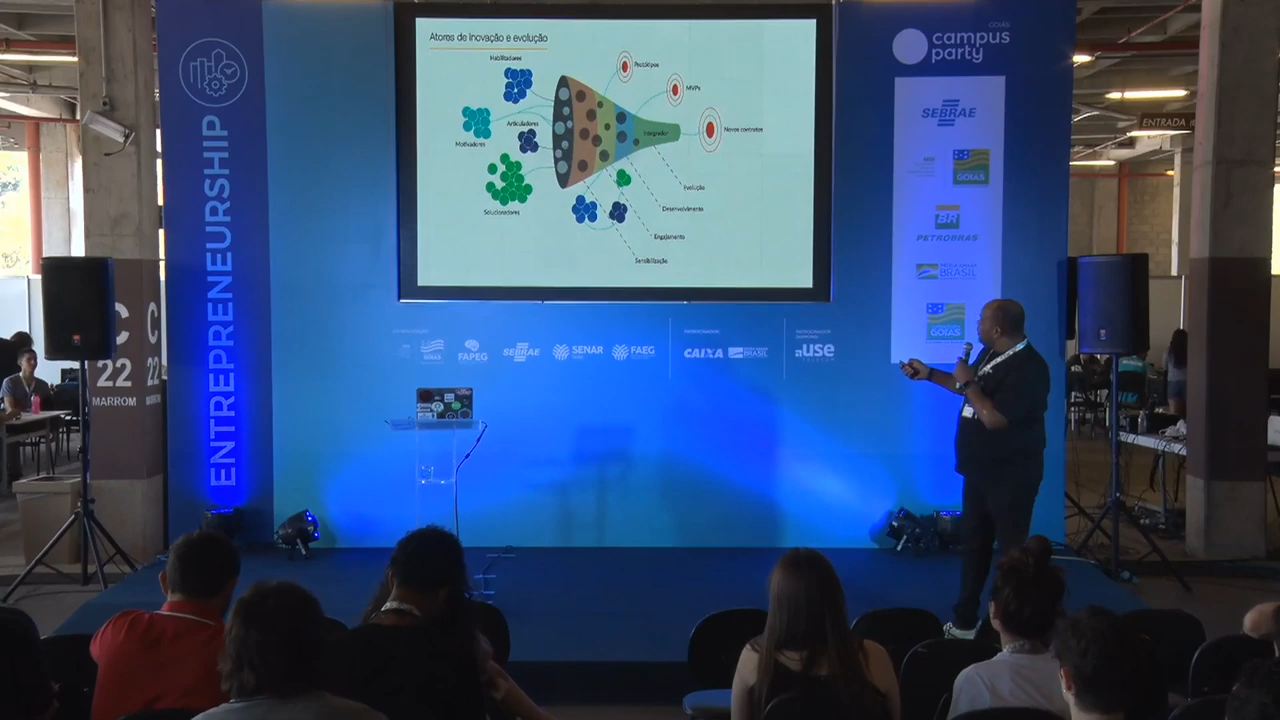 ENTREPRENEURSHIP
Atores de inovação e evolução
Habilitadores
Protótipos
MVPs
Motivadores
Articuladores
Integrador
Novos contratos
Solucionadores
Evolução
Desenvolvimento
Engajamento
Sensibilização
GOIÁS
campus
party
SEBRAE
GOIÁS
BR
PETROBRAS
BRASIL
GOIÁS
GOIÁS
FAPEG
SEBRAE
SENAR
FAEG
CAIXA
BRASIL
use
ENTRADA
C
22
MARROM
C
22